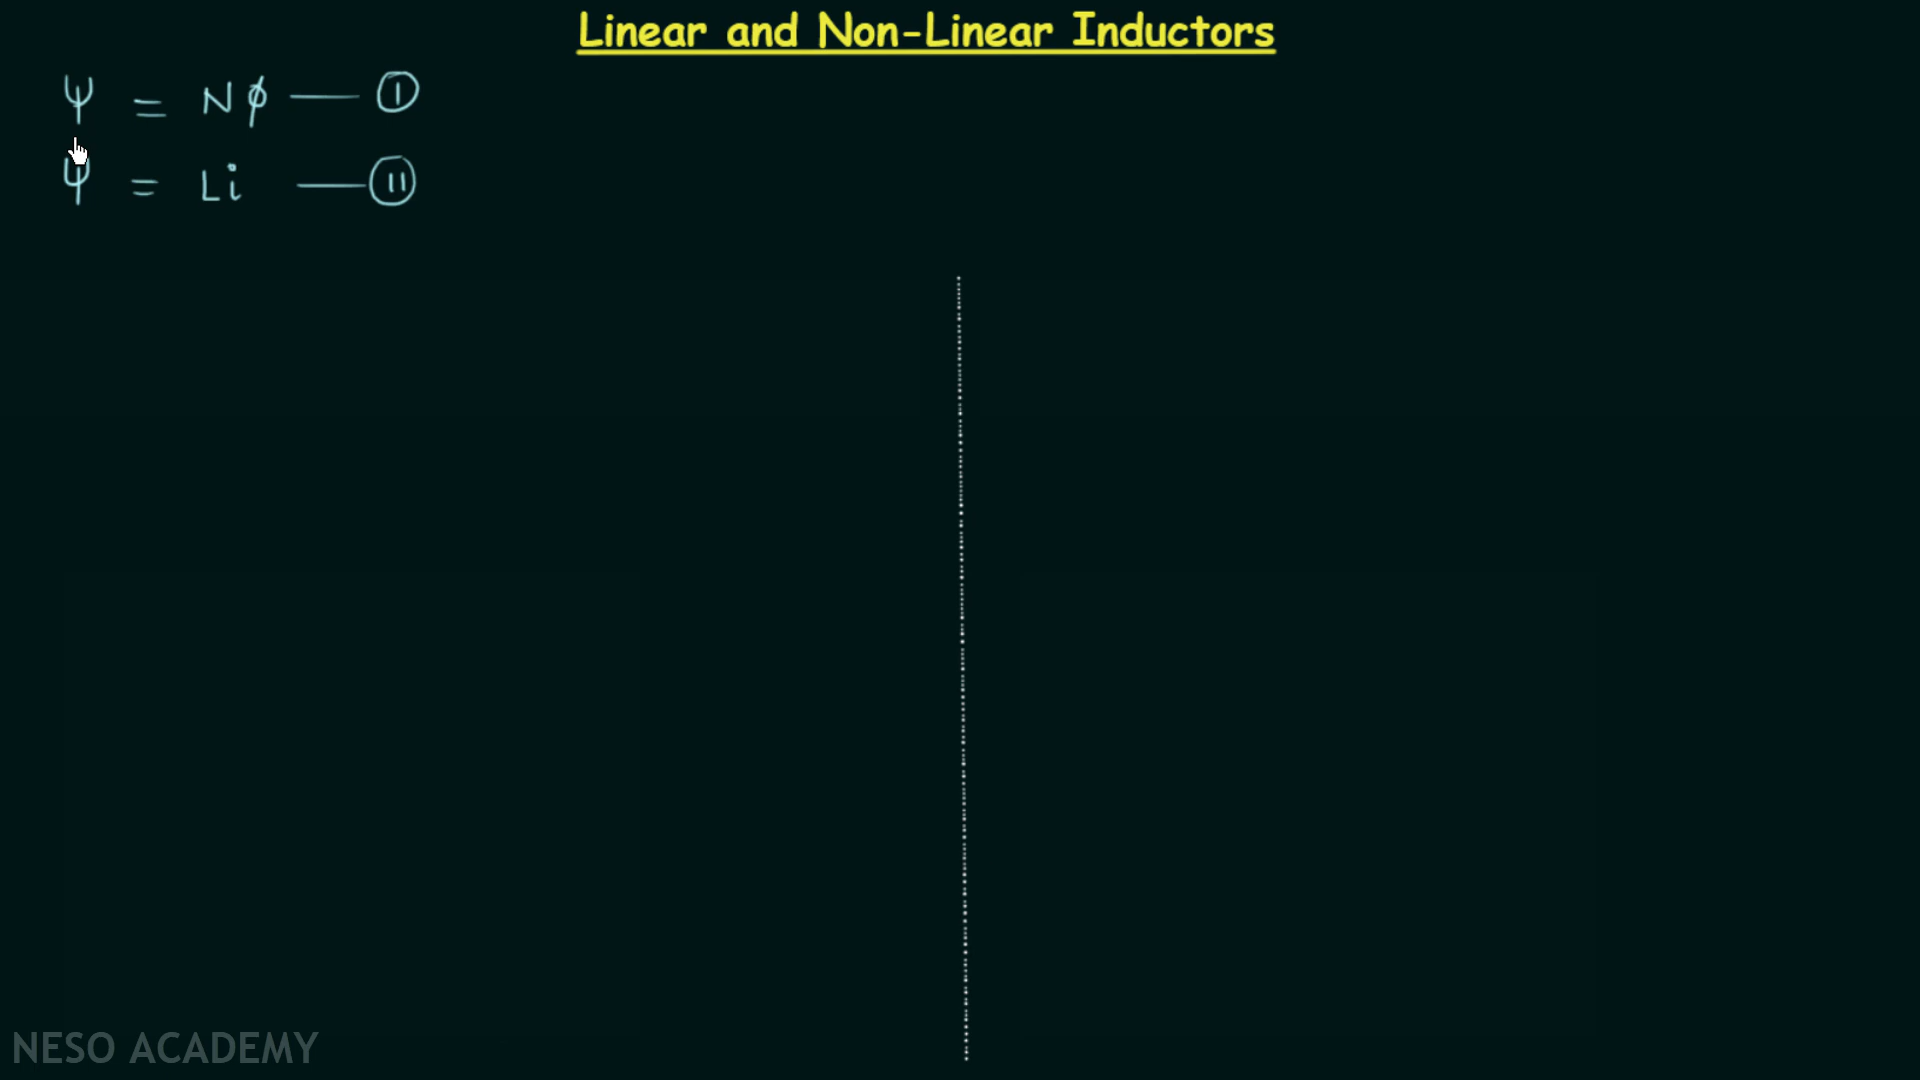 Linear and Non-Linear Inductors
Ψ = Nϕ — ①
Ψ = Li — ⑪
NESO ACADEMY